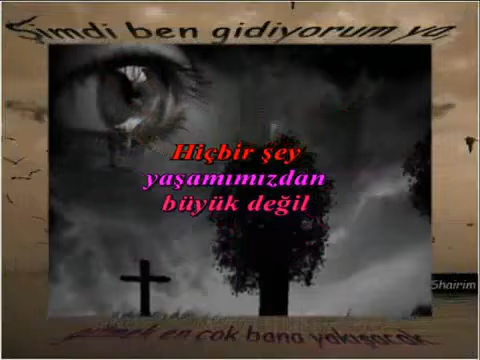 Şimdi ben gidiyorum ya
Hiçbir şey
yaşamımızdan
büyük değil
Shairim
en çok bana yakışacak